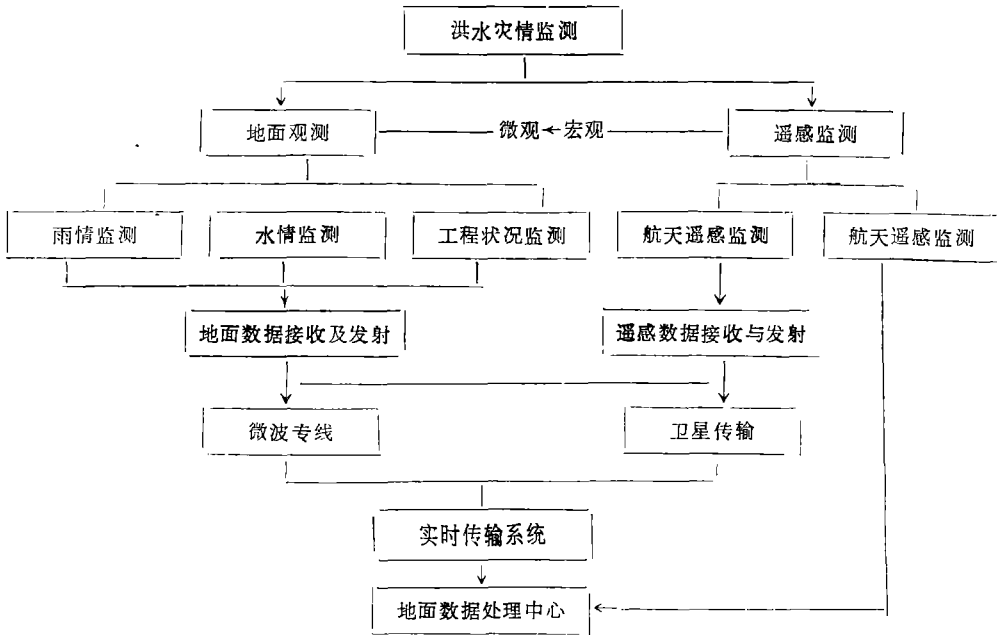 洪水灾情监测
地面观测
微观←宏观
遥感监测
雨情监测
水情监测
工程状况监测
航天遥感监测
航天遥感监测
地面数据接收及发射
遥感数据接收与发射
微波专线
卫星传输
实时传输系统
地面数据处理中心